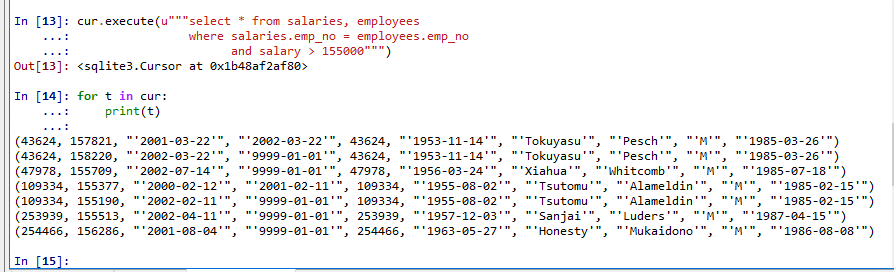 In [13]: cur.execute(u"""select * from salaries, employees
    ...:                 where salaries.emp_no = employees.emp_no
    ...:                       and salary > 155000""")
Out[13]: <sqlite3.Cursor at 0x1b48af2af80>
In [14]: for t in cur:
    ...:     print(t)
    ...:
(43624, 157821, "'2001-03-22'", "'2002-03-22'", 43624, "'1953-11-14'", "'Tokuyasu'", "'Pesch'", "'M'", "'1985-03-26'")
(43624, 158220, "'2002-03-22'", "'9999-01-01'", 43624, "'1953-11-14'", "'Tokuyasu'", "'Pesch'", "'M'", "'1985-03-26'")
(47978, 155709, "'2002-07-14'", "'9999-01-01'", 47978, "'1956-03-24'", "'Xiahua'", "'Whitcomb'", "'M'", "'1985-07-18'")
(109334, 155377, "'2000-02-12'", "'2001-02-11'", 109334, "'1955-08-02'", "'Tsutomu'", "'Alameldin'", "'M'", "'1985-02-15'")
(109334, 155190, "'2002-02-11'", "'9999-01-01'", 109334, "'1955-08-02'", "'Tsutomu'", "'Alameldin'", "'M'", "'1985-02-15'")
(253939, 155513, "'2002-04-11'", "'9999-01-01'", 253939, "'1957-12-03'", "'Sanjai'", "'Luders'", "'M'", "'1987-04-15'")
(254466, 156286, "'2001-08-04'", "'9999-01-01'", 254466, "'1963-05-27'", "'Honesty'", "'Mukaidono'", "'M'", "'1986-08-08'")
In [15]: